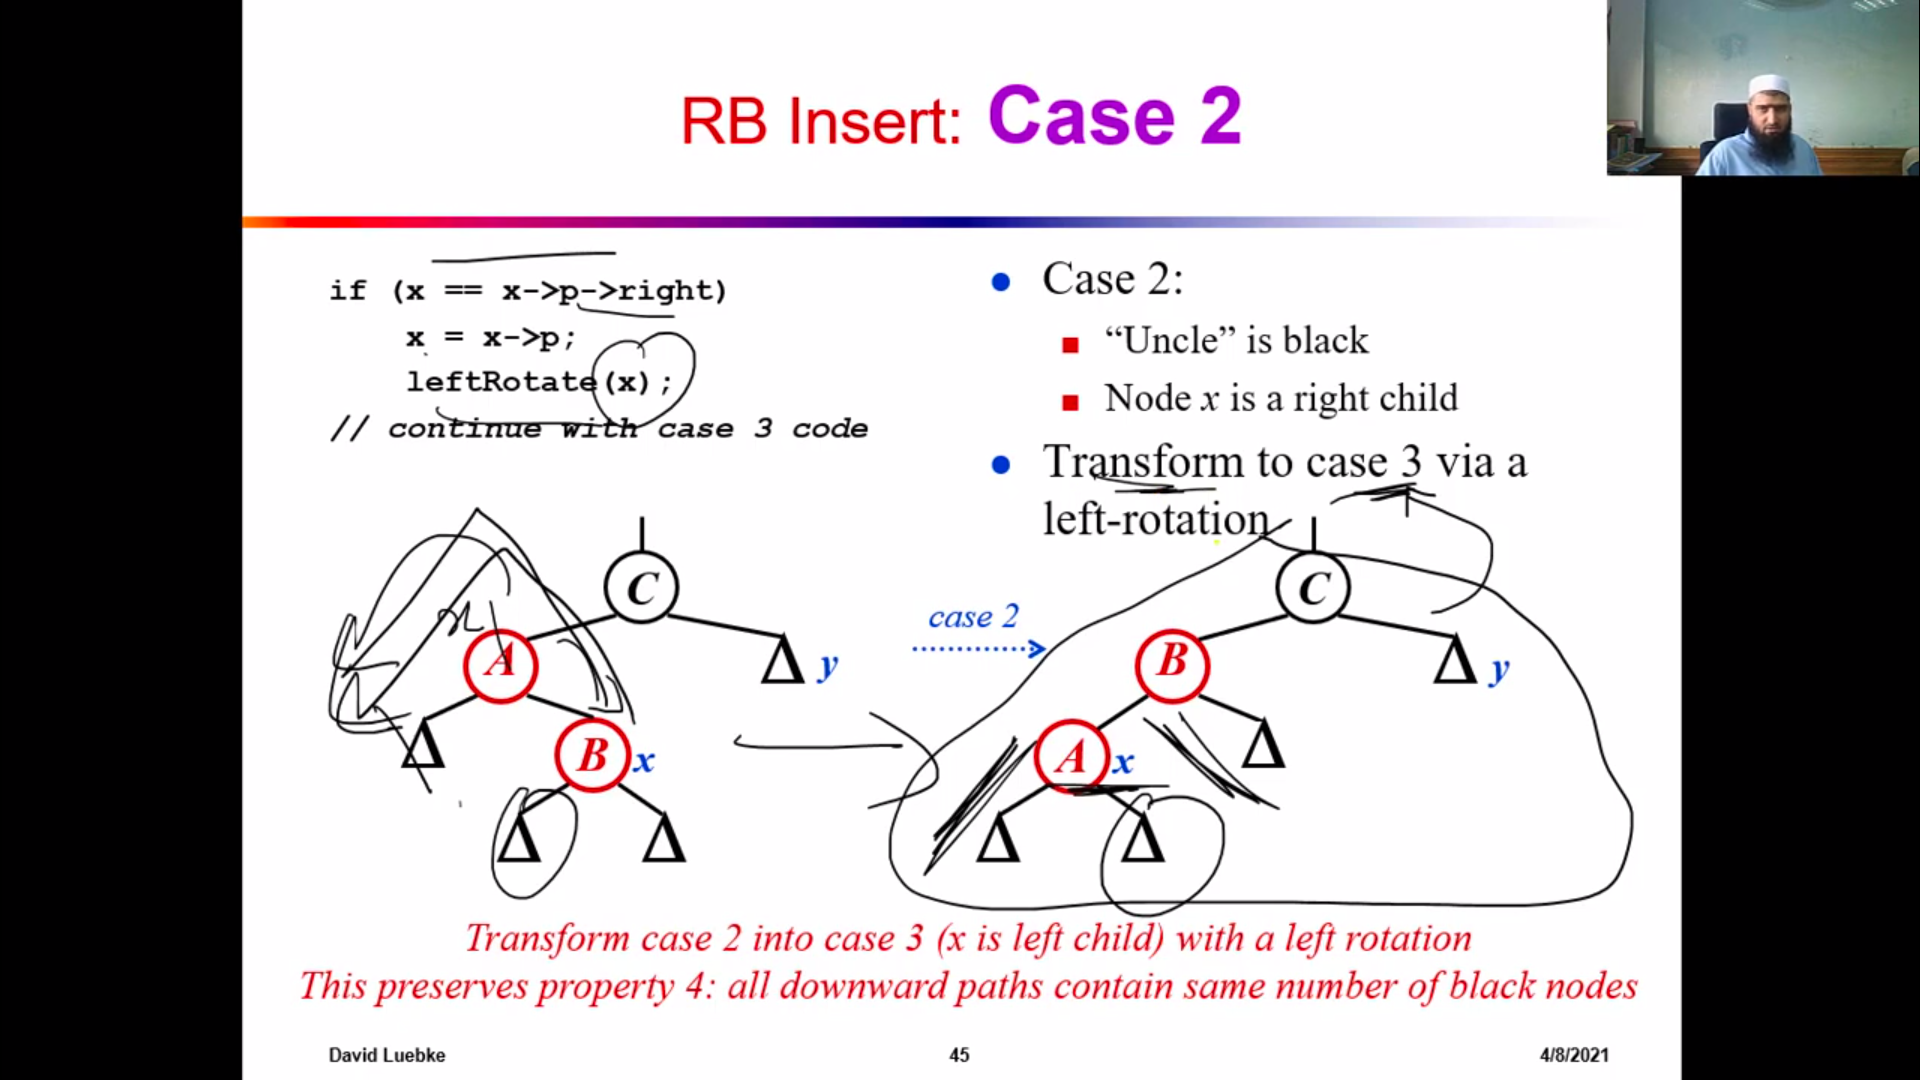 RB Insert: Case 2
if (x == x->p->right)
x = x->p;
leftRotate(x);
// continue with case 3 code
● Case 2:
■ “Uncle” is black
■ Node x is a right child
● Transform to case 3 via a
left-rotation
C
A
Δ y
Δ
B x
Δ Δ
case 2
C
B
Δ y
A x
Δ
Δ Δ
Transform case 2 into case 3 (x is left child) with a left rotation
This preserves property 4: all downward paths contain same number of black nodes
David Luebke
45
4/8/2021